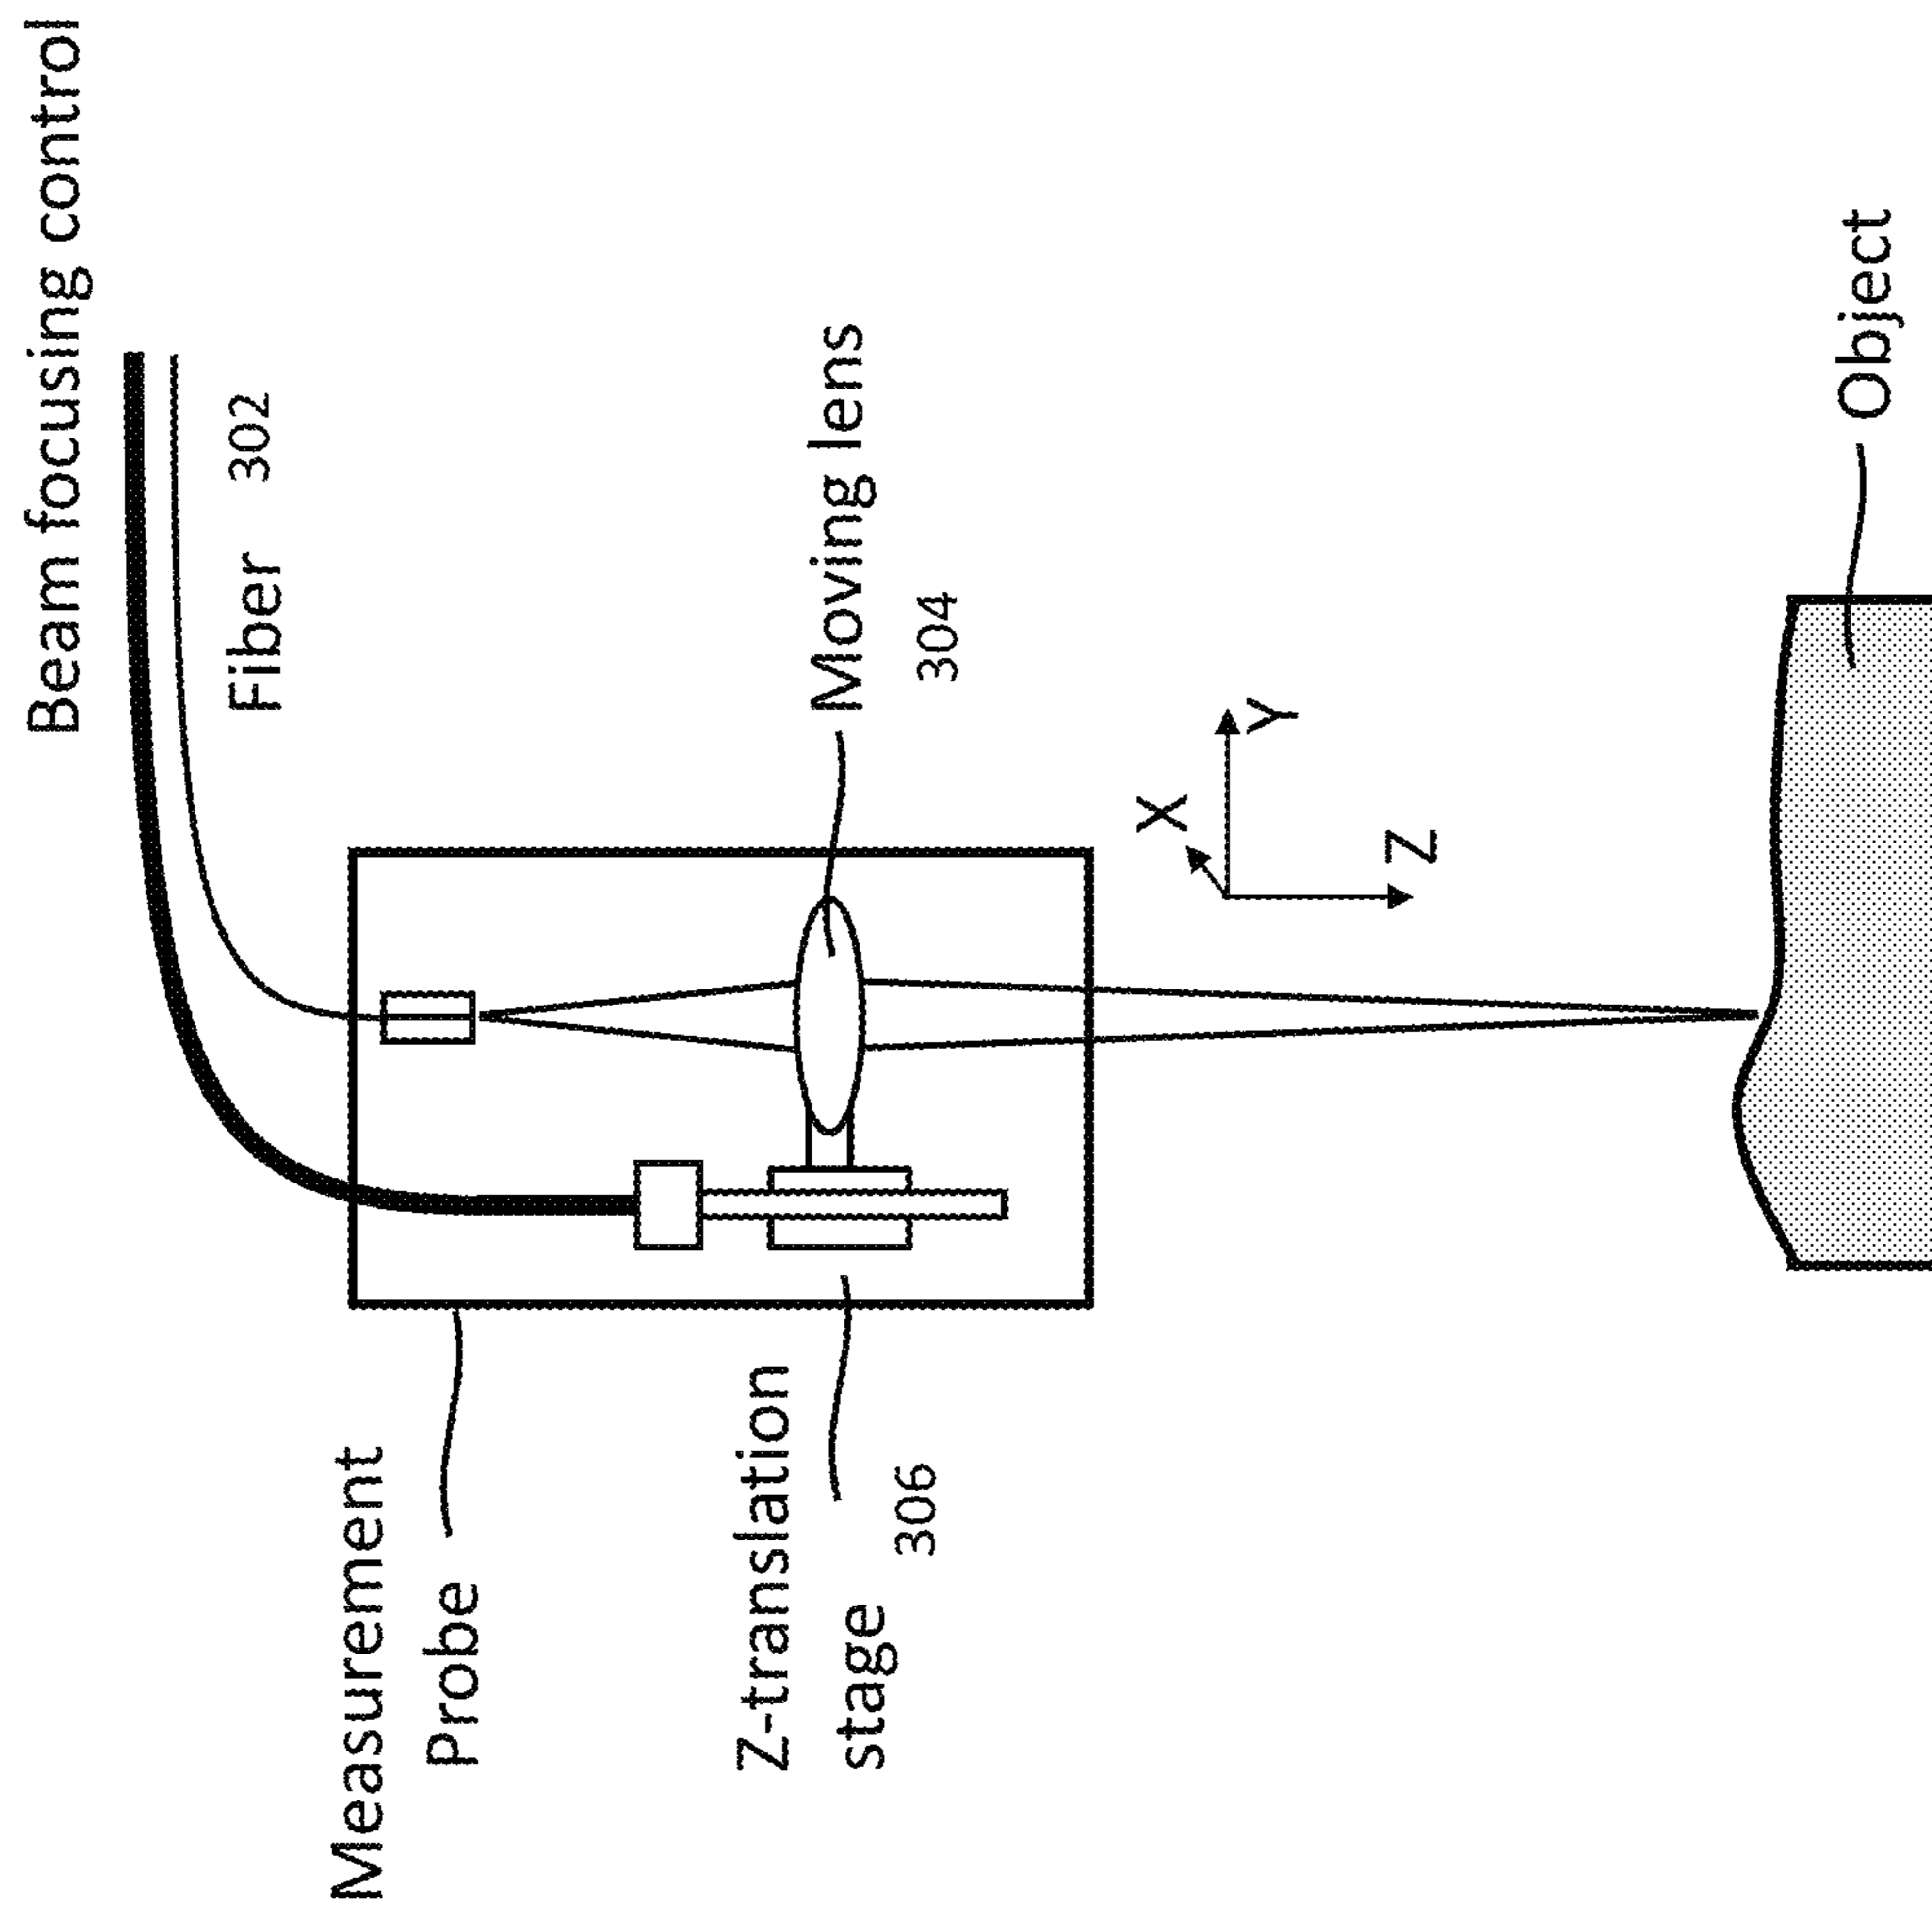 Beam focusing control
Fiber 302
Measurement
Probe
Z-translation
stage
306
Moving lens
304
X
Y
Z
Object